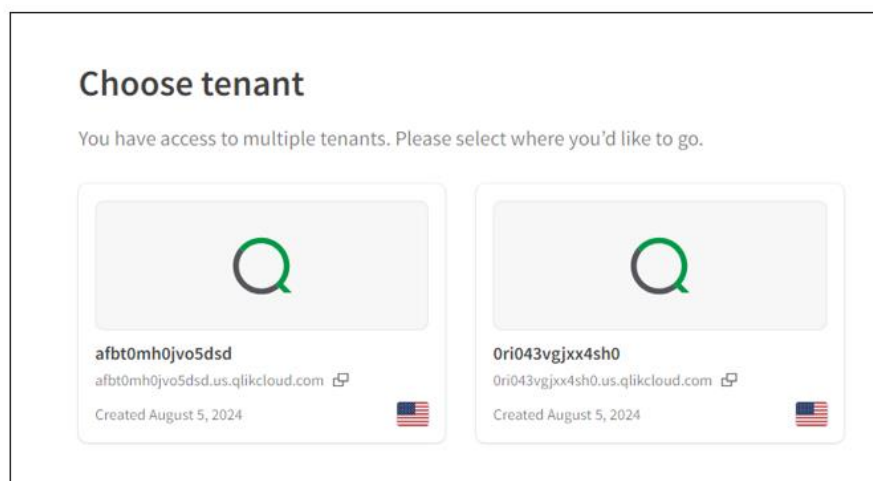 Choose tenant
You have access to multiple tenants. Please select where you'd like to go.
afbt0mh0jvo5dsd
afbt0mh0jvo5dsd.us.qlikcloud.com
Created August 5, 2024
0ri043vgjxx4sh0
0ri043vgjxx4sh0.us.qlikcloud.com
Created August 5, 2024